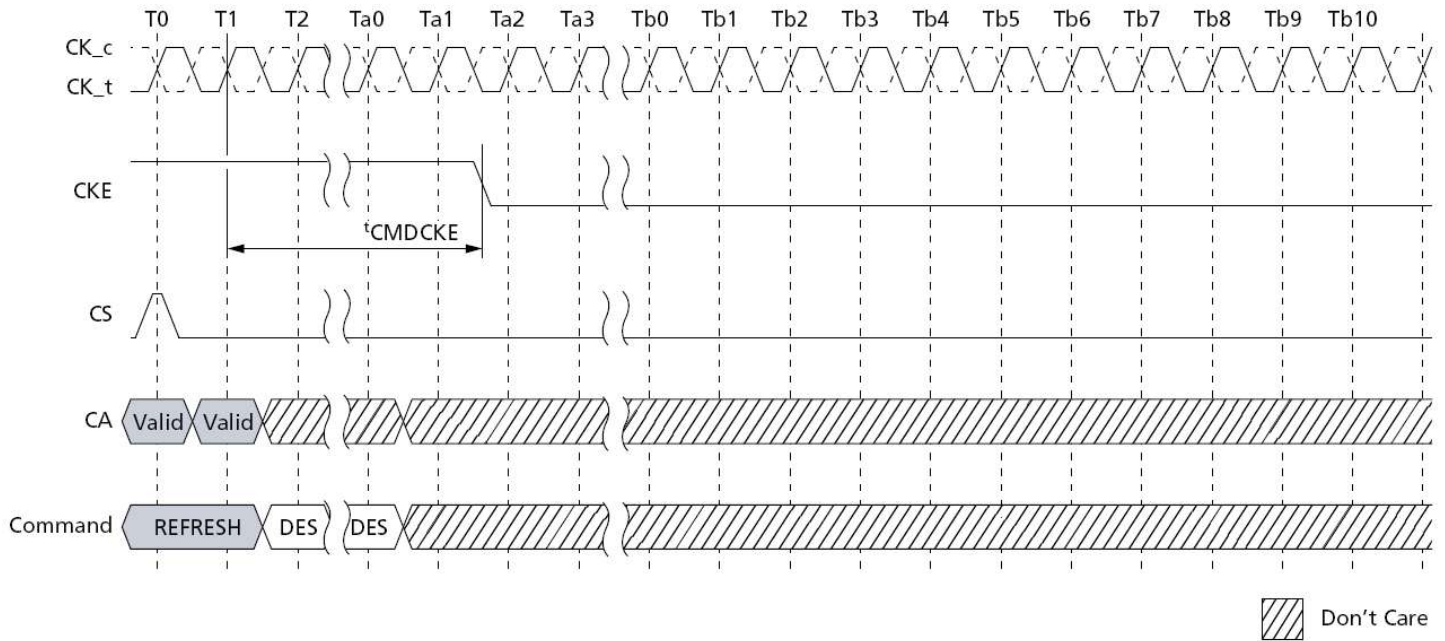 T0 T1 T2 Ta0 Ta1 Ta2 Ta3 Tb0 Tb1 Tb2 Tb3 Tb4 Tb5 Tb6 Tb7 Tb8 Tb9 Tb10
CK_c
CK_t
CKE
tCMDCKE
CS
CA Valid Valid
Command REFRESH DES DES
Don't Care